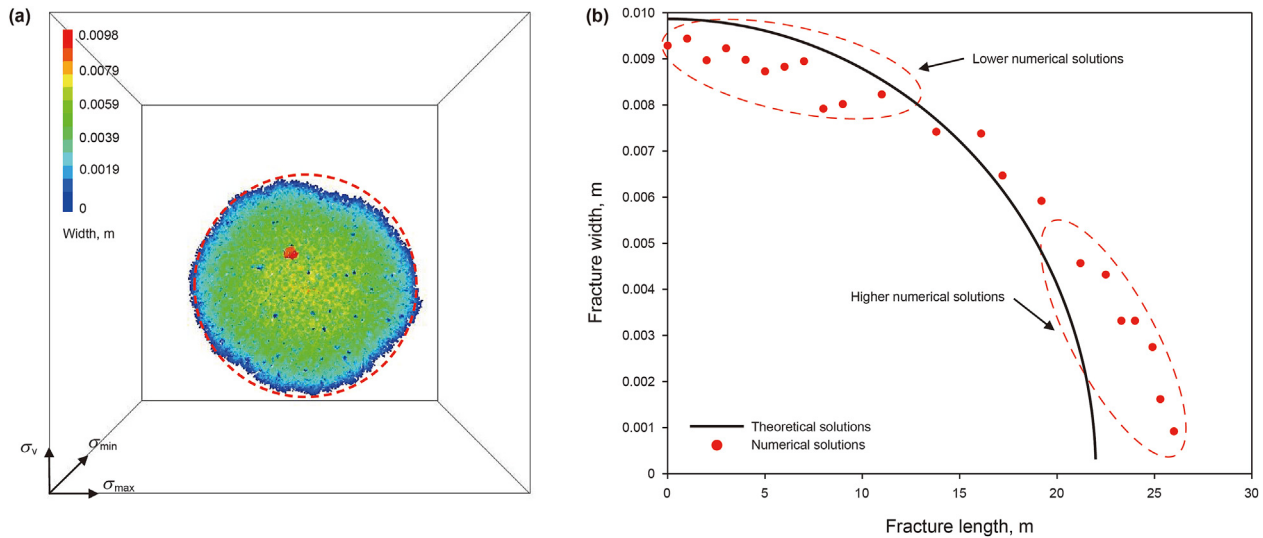 (a)
0.0098
0.0079
0.0059
0.0039
0.0019
0
Width, m
σv
σmin
σmax
(b)
Fracture width, m
0.010
0.009
0.008
0.007
0.006
0.005
0.004
0.003
0.002
0.001
0
Lower numerical solutions
Higher numerical solutions
Theoretical solutions
Numerical solutions
0 5 10 15 20 25 30
Fracture length, m